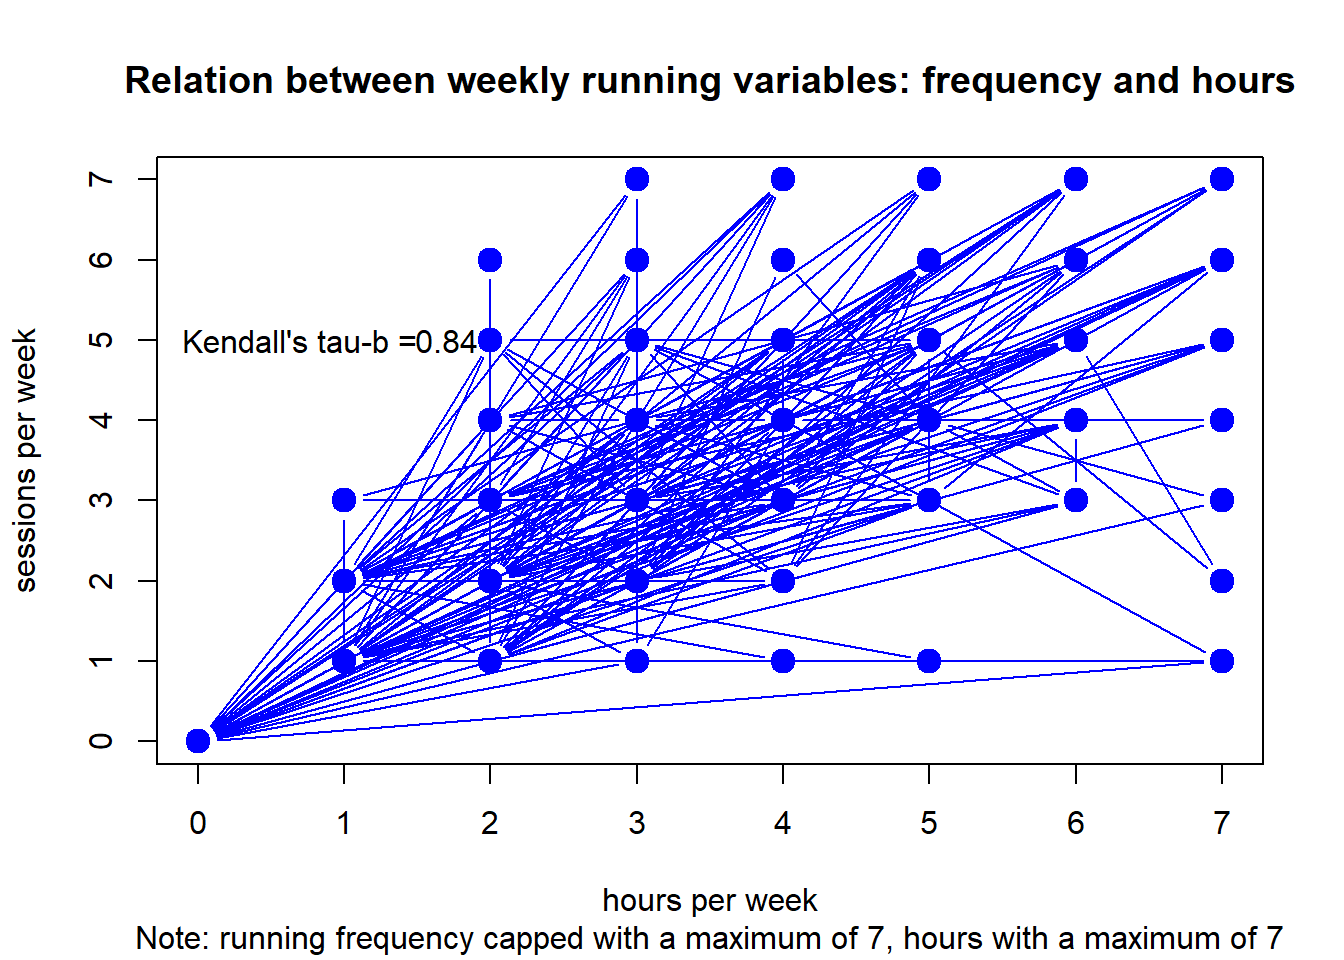 Relation between weekly running variables: frequency and hours
7
6
5
4
3
2
1
0
sessions per week
Kendall's tau-b =0.84
0 1 2 3 4 5 6 7
hours per week
Note: running frequency capped with a maximum of 7, hours with a maximum of 7